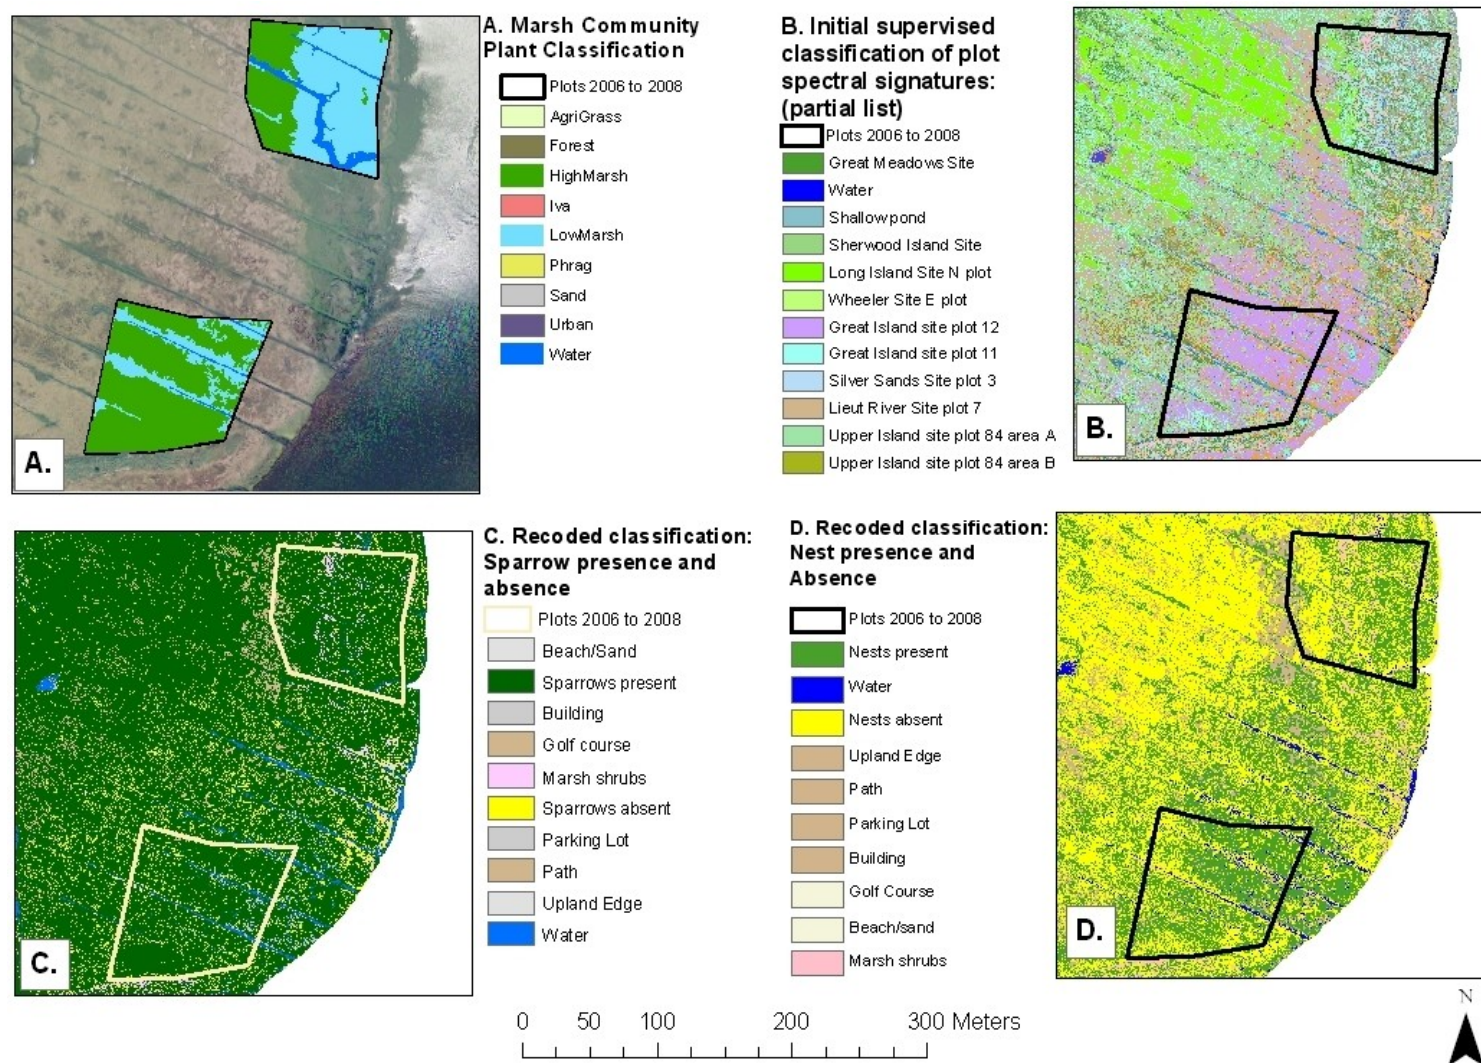 A. Marsh Community
Plant Classification
Plots 2006 to 2008
AgriGrass
Forest
HighMarsh
Iva
LowMarsh
Phrag
Sand
Urban
Water
A.
B. Initial supervised
classification of plot
spectral signatures:
(partial list)
Plots 2006 to 2008
Great Meadows Site
Water
Shallowpond
Sherwood Island Site
Long Island Site N plot
Wheeler Site E plot
Great Island site plot 12
Great Island site plot 11
Silver Sands Site plot 3
Lieut River Site plot 7
Upper Island site plot 84 area A
Upper Island site plot 84 area B
B.
C. Recoded classification:
Sparrow presence and
absence
Plots 2006 to 2008
Beach/Sand
Sparrows present
Building
Golf course
Marsh shrubs
Sparrows absent
Parking Lot
Path
Upland Edge
Water
C.
D. Recoded classification:
Nest presence and
Absence
Plots 2006 to 2008
Nests present
Water
Nests absent
Upland Edge
Path
Parking Lot
Building
Golf Course
Beach/sand
Marsh shrubs
D.
0 50 100 200 300 Meters
N